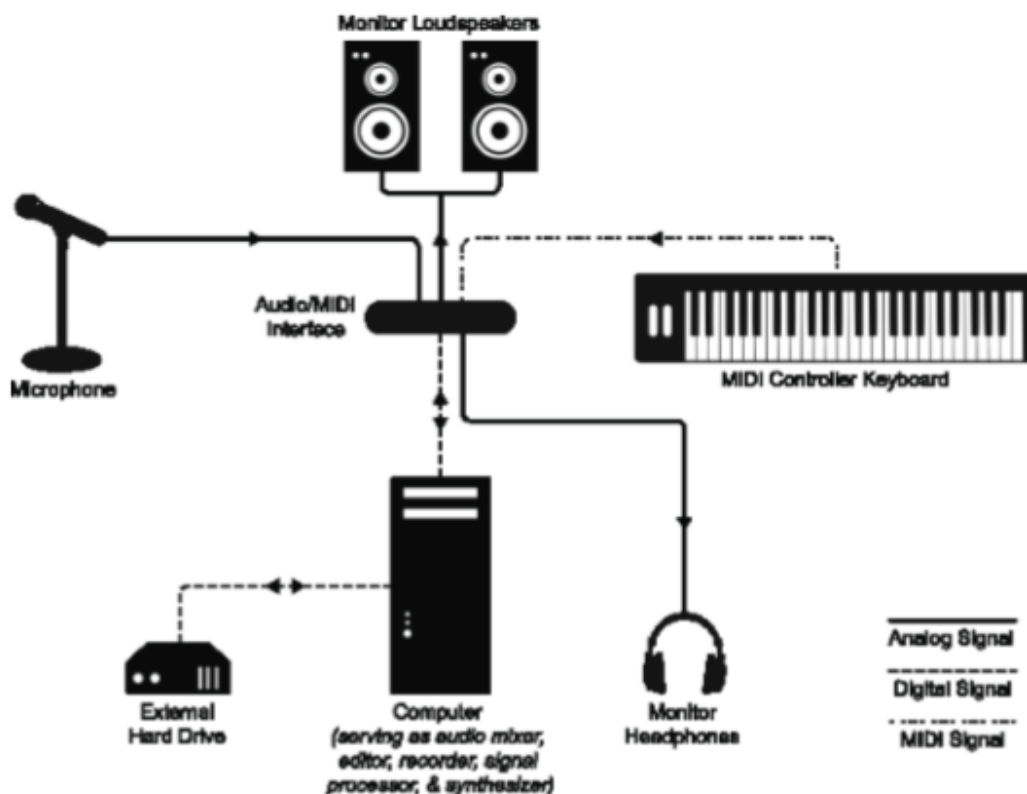 Monitor Loudspeakers
Audio/MIDI
Interface
Microphone
MIDI Controller Keyboard
External
Hard Drive
Computer
(serving as audio mixer,
editor, recorder, signal
processor, & synthesizer)
Monitor
Headphones
Analog Signal
Digital Signal
MIDI Signal